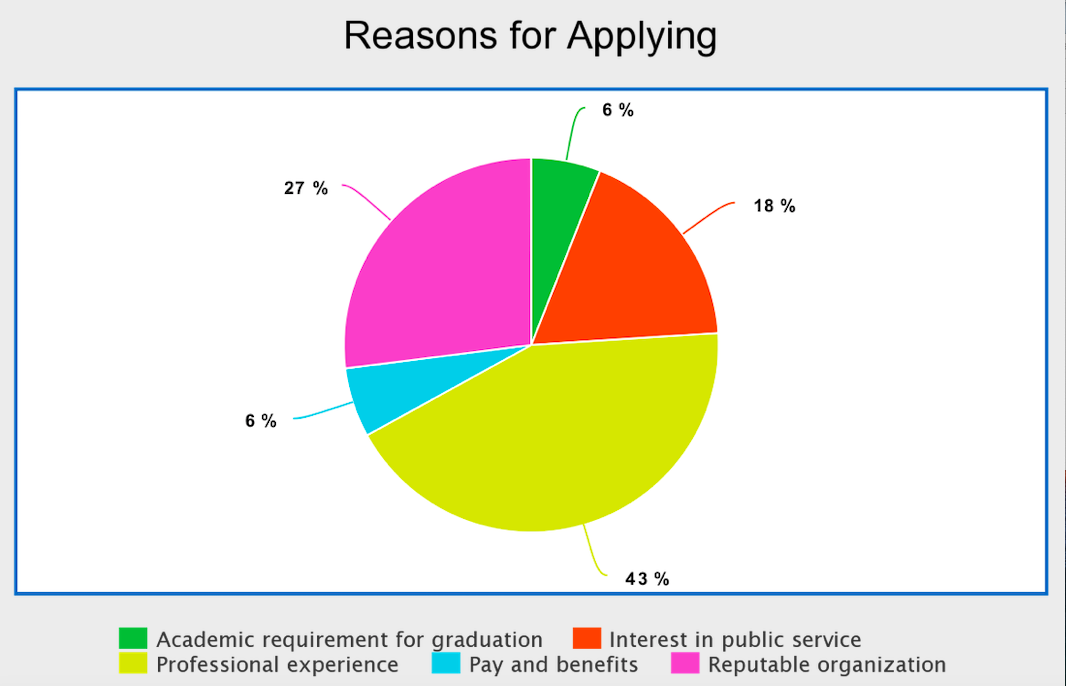 Reasons for Applying
6 %
27 %
18 %
6 %
43 %
Academic requirement for graduation Interest in public service
Professional experience Pay and benefits Reputable organization